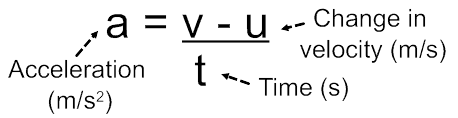 a = v - u
t
Change in
velocity (m/s)
Acceleration
(m/s²)
Time (s)